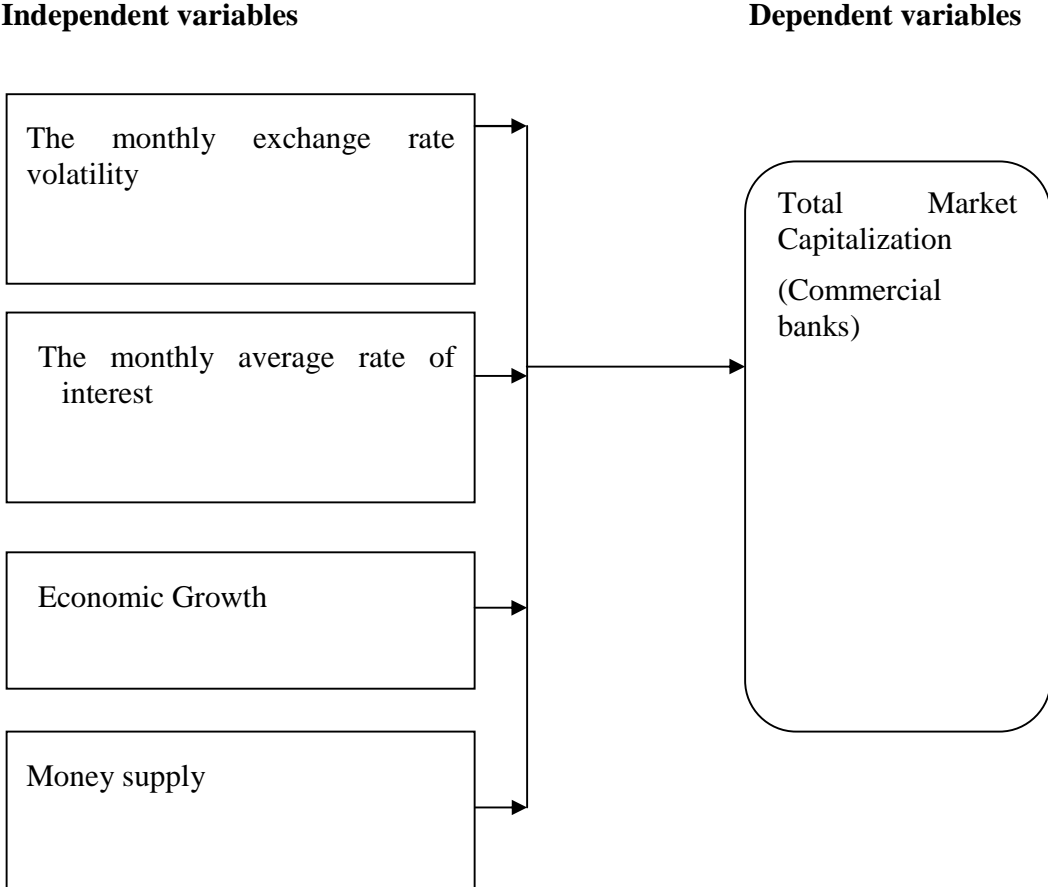 Independent variables
Dependent variables
The monthly exchange rate
volatility
Total Market
Capitalization
(Commercial
banks)
The monthly average rate of
interest
Economic Growth
Money supply